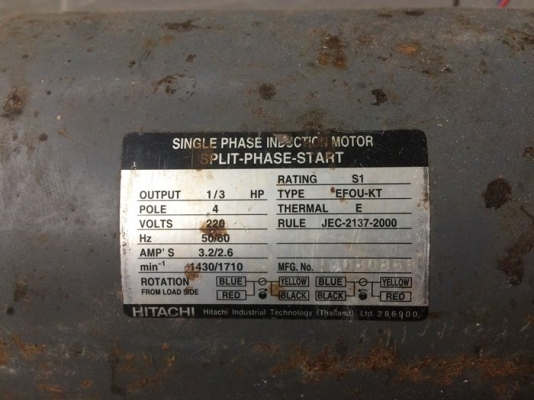 SINGLE PHASE INDUCTION MOTOR
SPLIT-PHASE-START
RATING S1
OUTPUT 1/3 HP TYPE EFOU-KT
POLE 4 THERMAL E
VOLTS 220 RULE JEC-2137-2000
Hz 50/60
AMP'S 3.2/2.6
min⁻¹ 1430/1710 MFG. No.
ROTATION BLUE YELLOW BLUE YELLOW
FROM LOAD SIDE RED BLACK BLACK RED
HITACHI Hitachi Industrial Technology (Thailand), Ltd. 286900